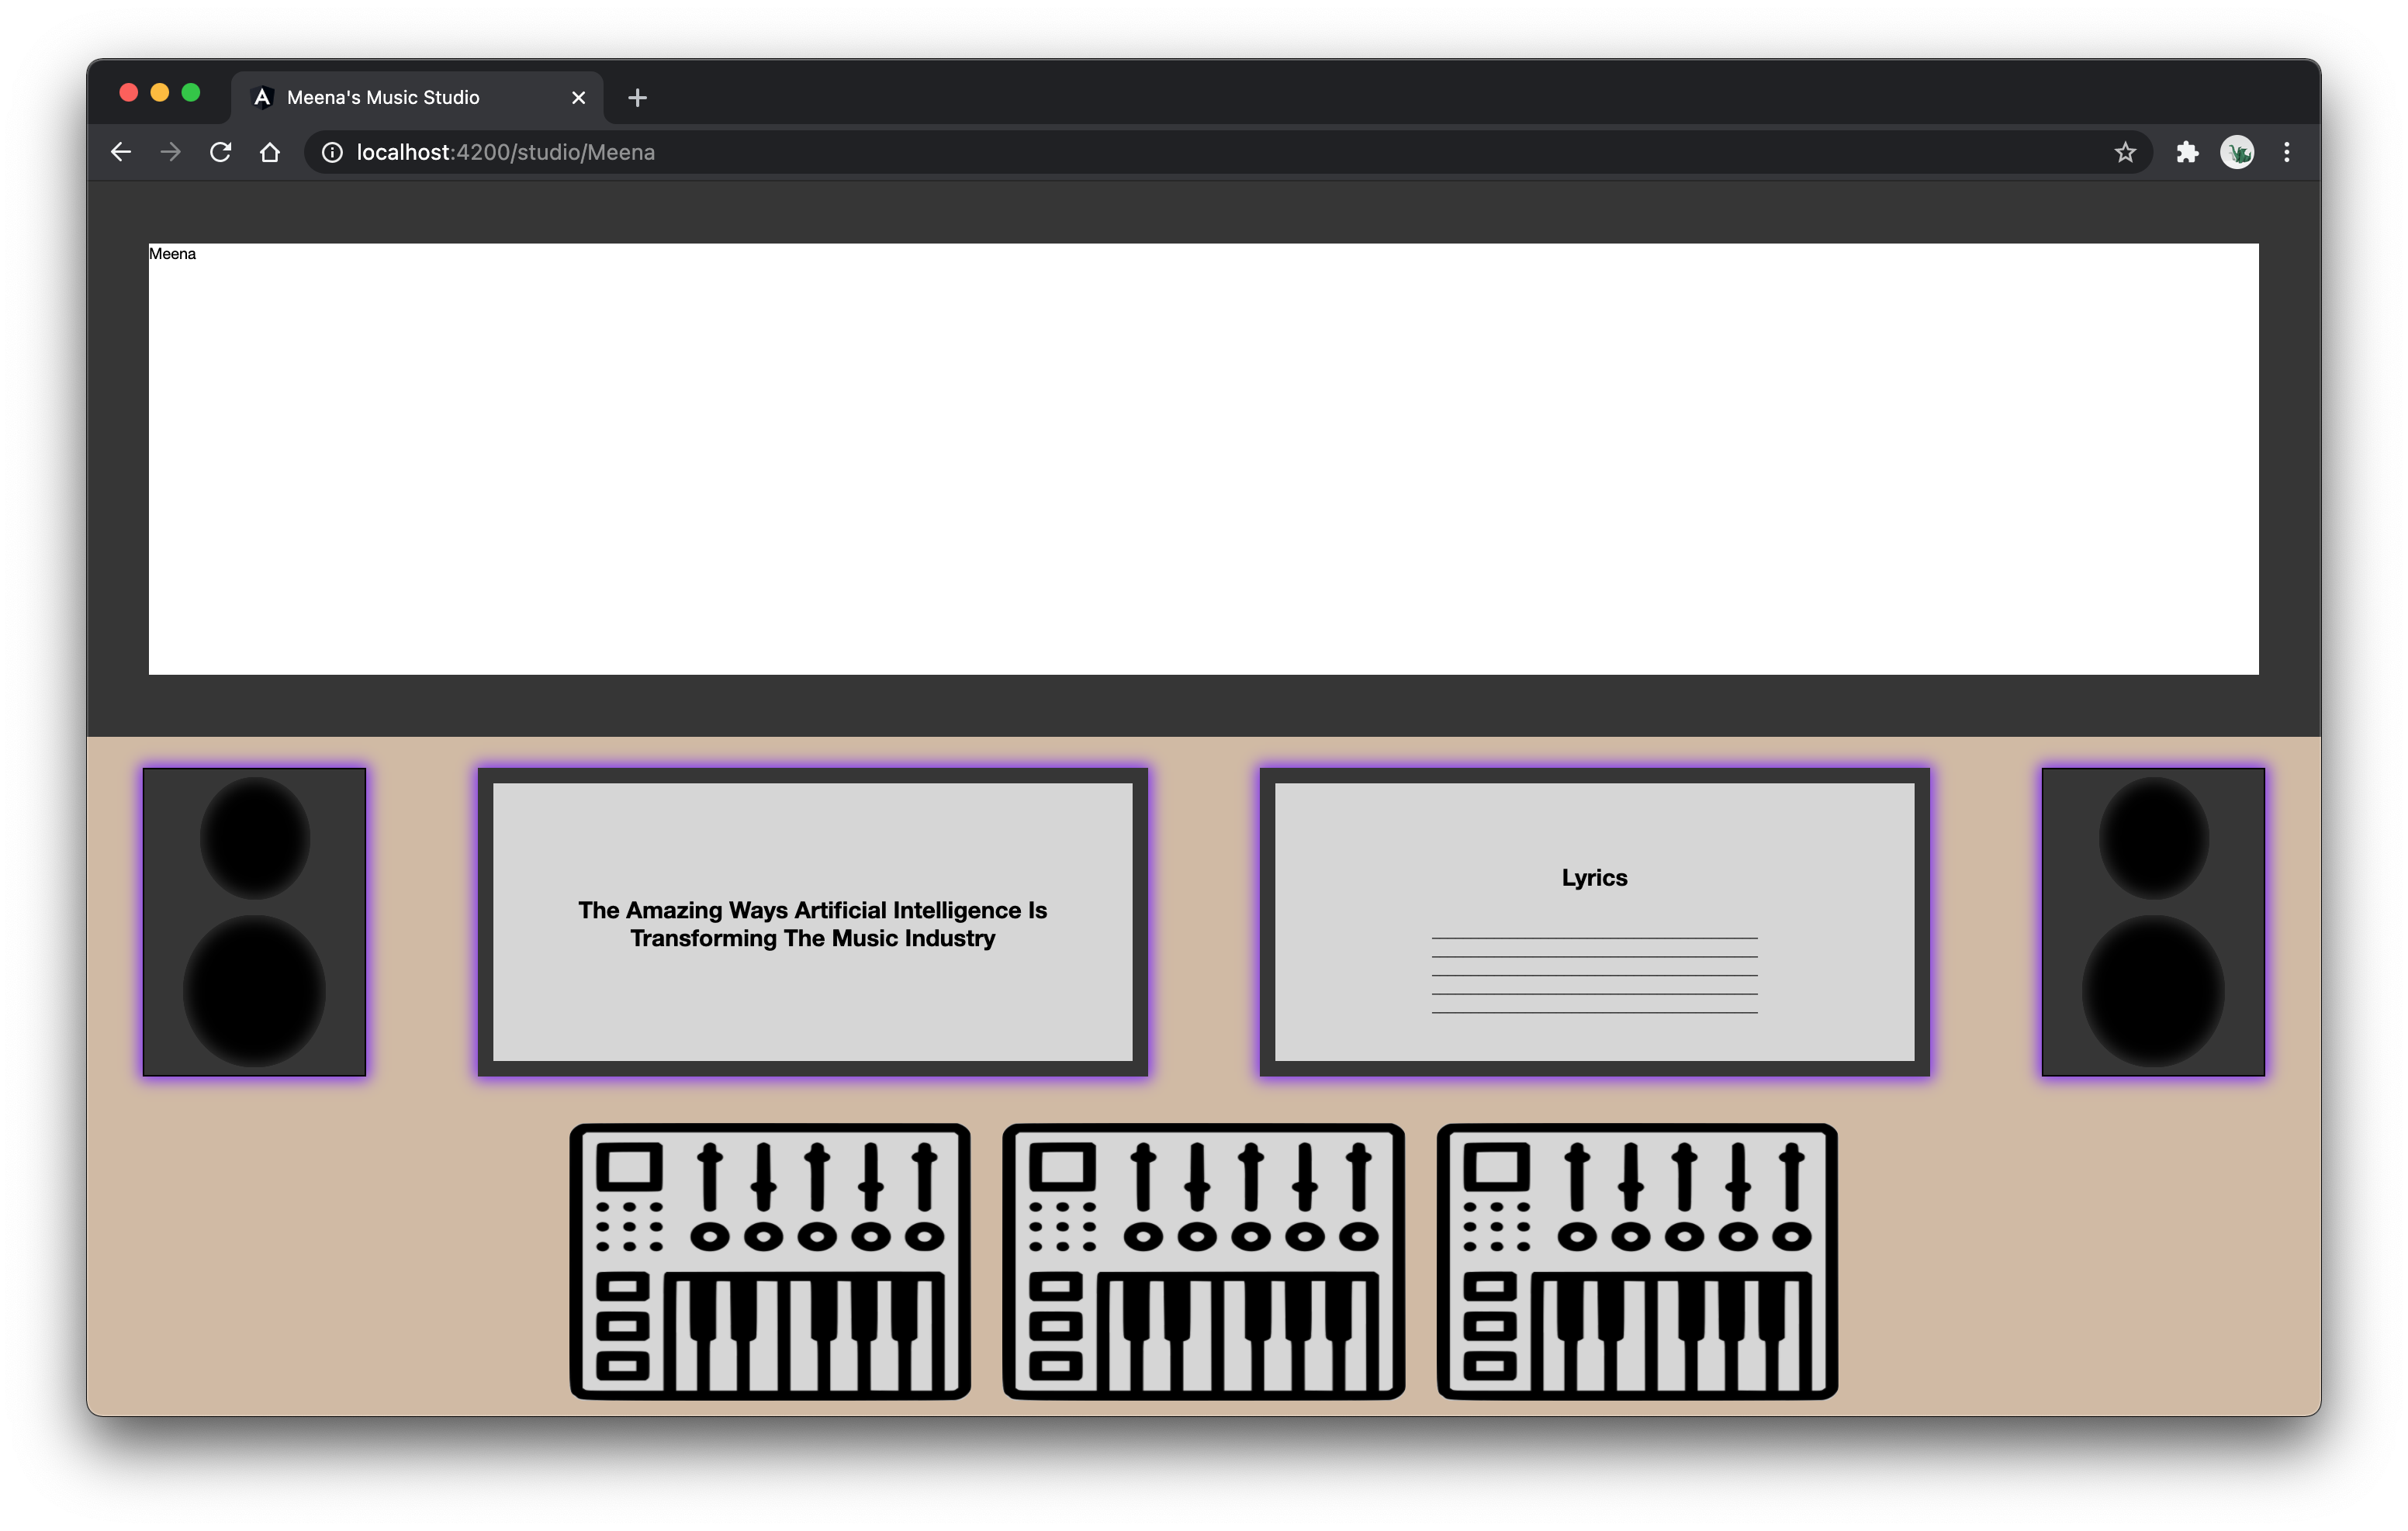 Meena's Music Studio
localhost:4200/studio/Meena
Meena
The Amazing Ways Artificial Intelligence Is
Transforming The Music Industry
Lyrics